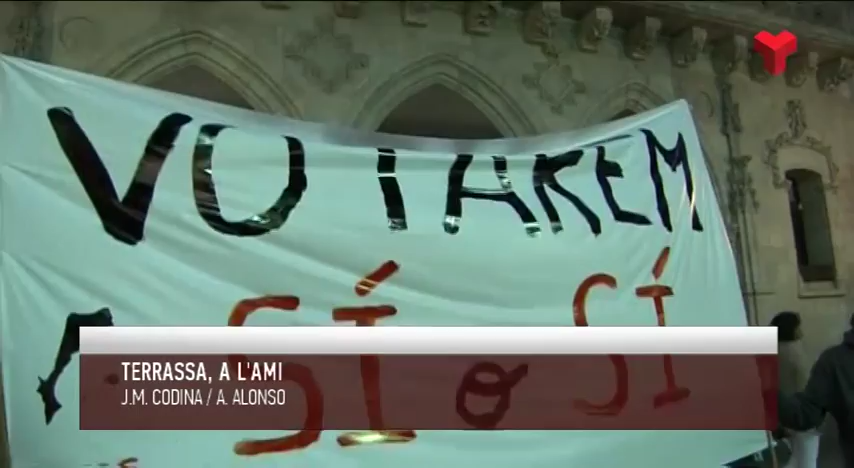 VOTAREM
SÍ o SÍ
TERRASSA, A L'AMI
J.M. CODINA / A. ALONSO